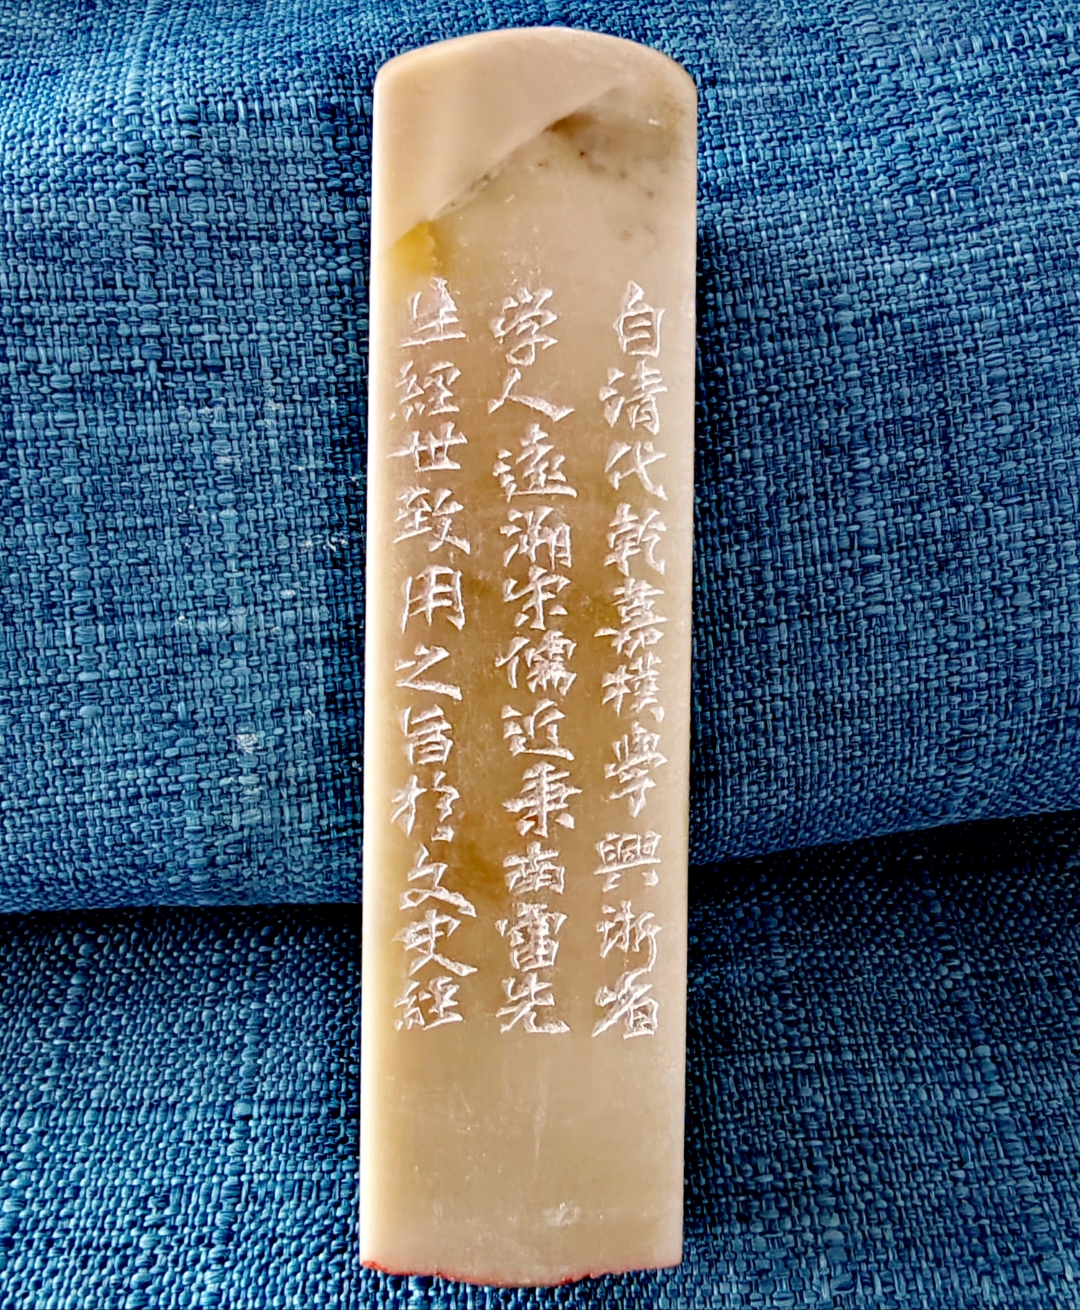 自清代乾嘉樸學興浙省
学人遠溯宋儒近秉南雷先
生經世致用之旨於文史經